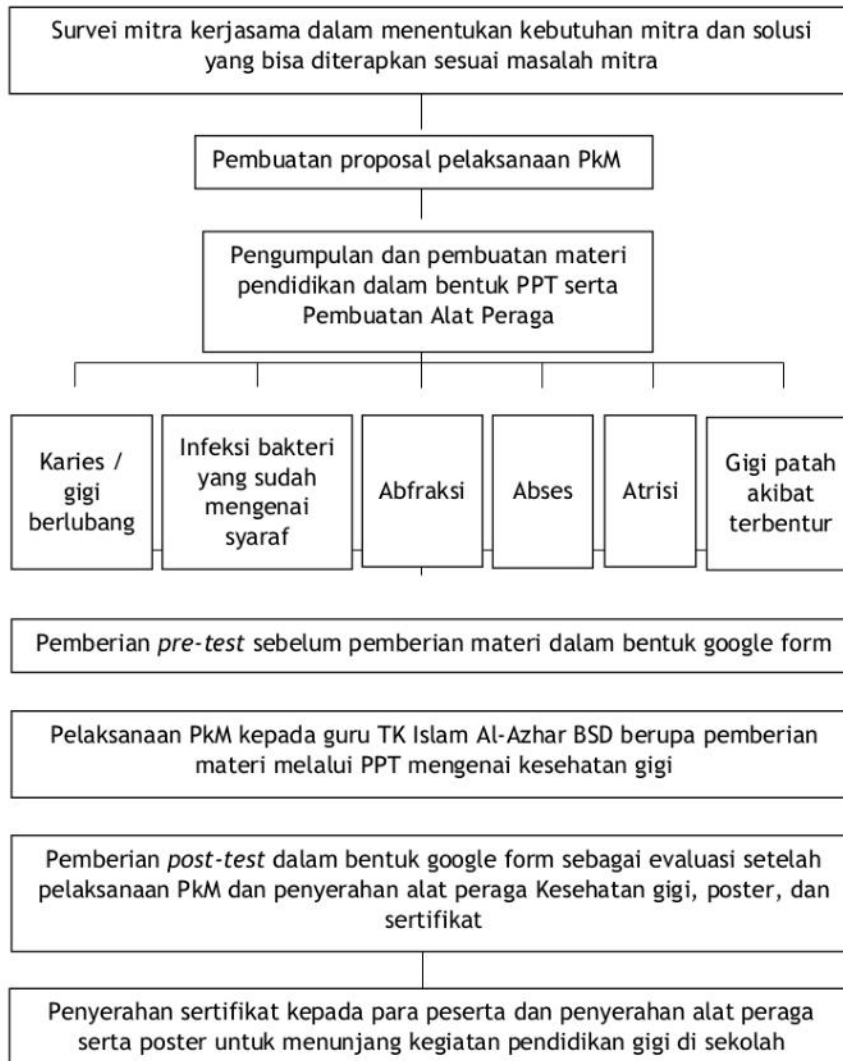 Survei mitra kerjasama dalam menentukan kebutuhan mitra dan solusi
yang bisa diterapkan sesuai masalah mitra
Pembuatan proposal pelaksanaan PkM
Pengumpulan dan pembuatan materi
pendidikan dalam bentuk PPT serta
Pembuatan Alat Peraga
Karies /
gigi
berlubang
Infeksi bakteri
yang sudah
mengenai
syaraf
Abfraksi
Abses
Atrisi
Gigi patah
akibat
terbentur
Pemberian pre-test sebelum pemberian materi dalam bentuk google form
Pelaksanaan PkM kepada guru TK Islam Al-Azhar BSD berupa pemberian
materi melalui PPT mengenai kesehatan gigi
Pemberian post-test dalam bentuk google form sebagai evaluasi setelah
pelaksanaan PkM dan penyerahan alat peraga Kesehatan gigi, poster, dan
sertifikat
Penyerahan sertifikat kepada para peserta dan penyerahan alat peraga
serta poster untuk menunjang kegiatan pendidikan gigi di sekolah